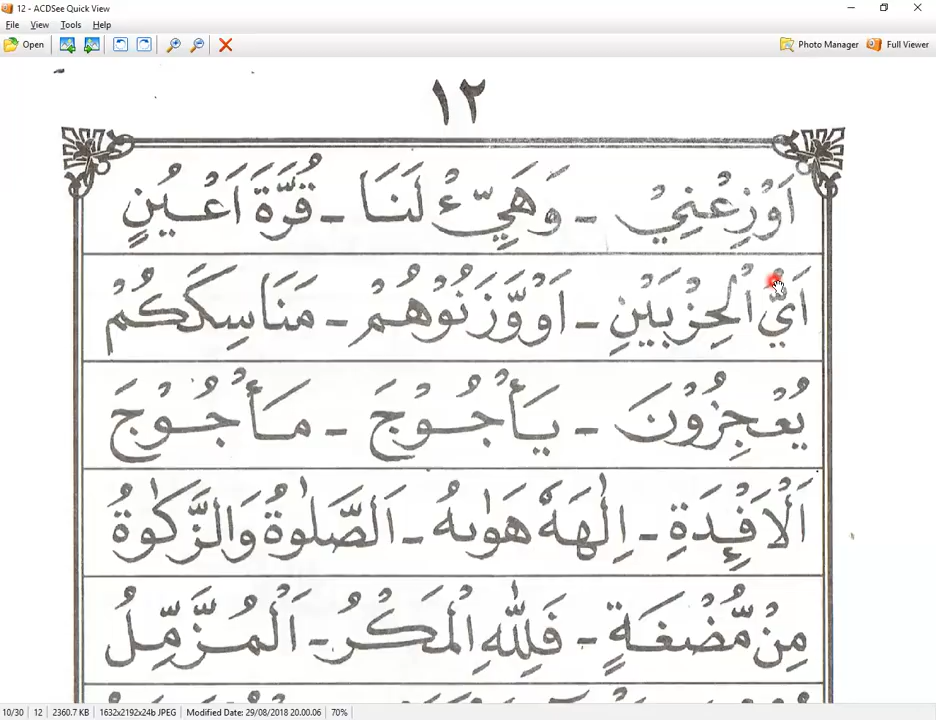 12 - ACDSee Quick View
File View Tools Help
Open Photo Manager Full Viewer
١٢
اَوْزِعْنِيْ - وَهَيِّئْ لَنَا - قُرَّةَ اَعْيُنٍ
اَيُّ الْحِزْبَيْنِ - اَوْ وَّزَنُوْهُمْ - مَنَاسِكَكُمْ
يُعْجِزُوْنَ - يَأْجُوْجَ - مَأْجُوْجَ
اَلْاَفْئِدَةِ - اِلٰهَهٗ هَوٰىهُ - اَلصَّلٰوةُ وَالزَّكٰوةُ
مِنْ مُّضْغَةٍ - فَلِلّٰهِ الْمَكْرُ - اَلْمُزَّمِّلُ
10/30 12 2360.7 KB 1632x2192x24b JPEG Modified Date: 29/08/2018 20.00.06 70%